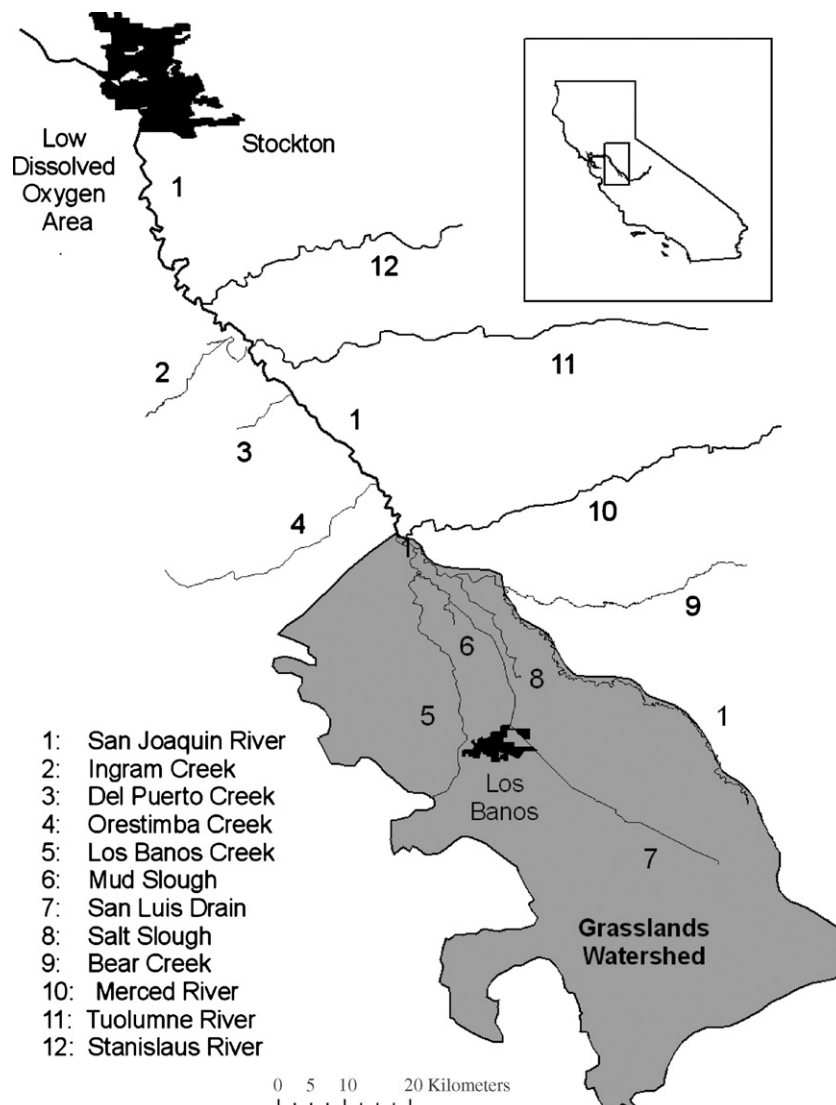 Low
Dissolved
Oxygen
Area
Stockton
1
12
11
2
1
3
4
10
9
6
8
5
1
Los
Banos
7
Grasslands
Watershed
1: San Joaquin River
2: Ingram Creek
3: Del Puerto Creek
4: Orestimba Creek
5: Los Banos Creek
6: Mud Slough
7: San Luis Drain
8: Salt Slough
9: Bear Creek
10: Merced River
11: Tuolumne River
12: Stanislaus River
0 5 10 20 Kilometers